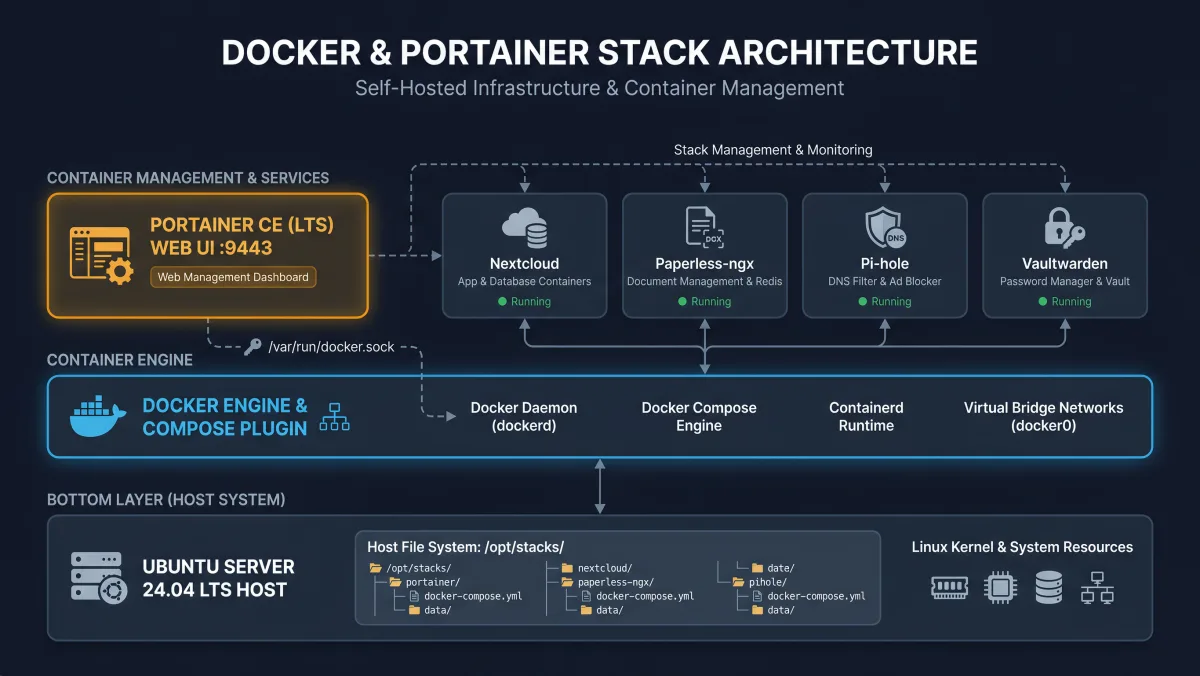 DOCKER & PORTAINER STACK ARCHITECTURE
Self-Hosted Infrastructure & Container Management
Stack Management & Monitoring
CONTAINER MANAGEMENT & SERVICES
PORTAINER CE (LTS)
WEB UI :9443
Web Management Dashboard
Nextcloud
App & Database Containers
Running
DCX
Paperless-ngx
Document Management & Redis
Running
DNS
Pi-hole
DNS Filter & Ad Blocker
Running
Vaultwarden
Password Manager & Vault
Running
/var/run/docker.sock
CONTAINER ENGINE
DOCKER ENGINE &
COMPOSE PLUGIN
Docker Daemon
(dockerd)
Docker Compose
Engine
Containerd
Runtime
Virtual Bridge Networks
(docker0)
BOTTOM LAYER (HOST SYSTEM)
UBUNTU SERVER
24.04 LTS HOST
Host File System: /opt/stacks/
/opt/stacks/
portainer/
docker-compose.yml
data/
nextcloud/
paperless-ngx/
docker-compose.yml
data/
data/
pihole/
docker-compose.yml
data/
Linux Kernel & System Resources